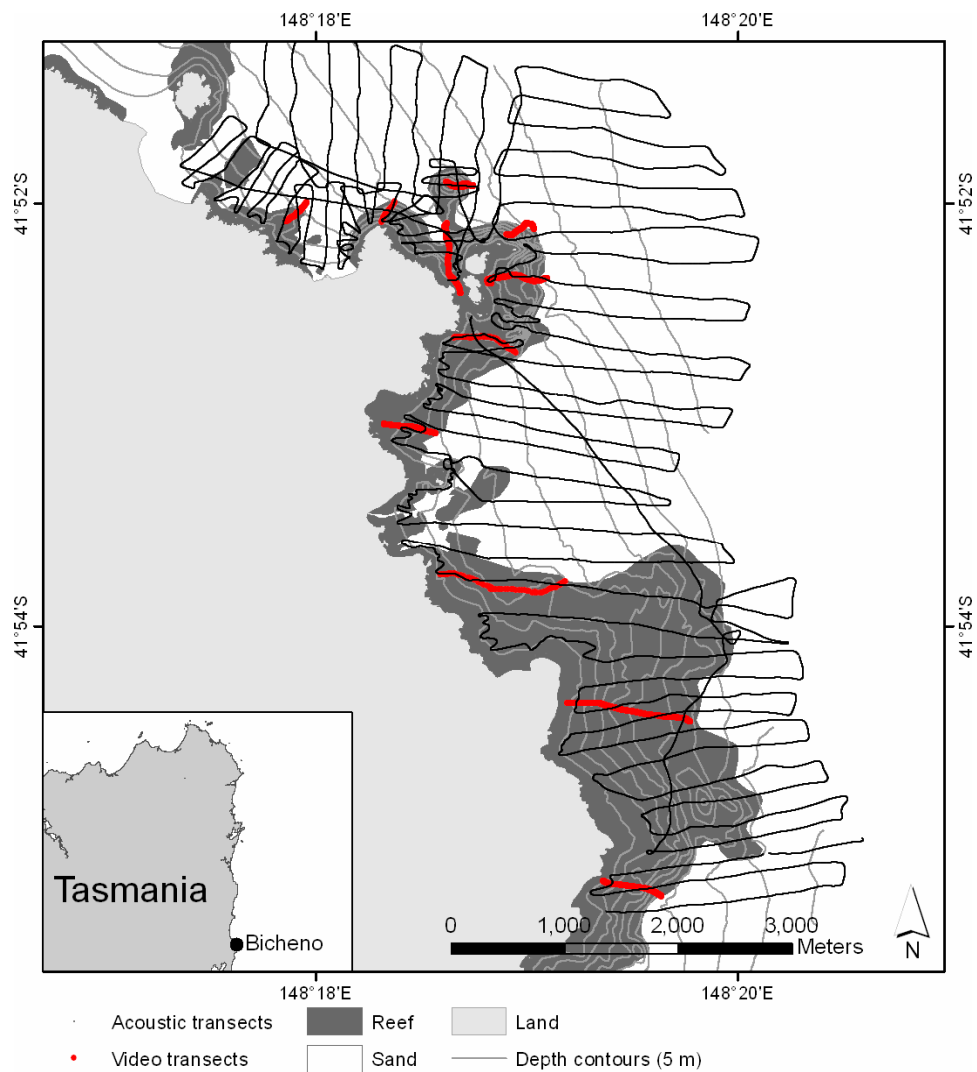 148°18'E
148°20'E
41°52'S
41°52'S
41°54'S
41°54'S
Tasmania
Bicheno
0
1,000
2,000
3,000
Meters
N
148°18'E
148°20'E
Acoustic transects
Reef
Land
Video transects
Sand
Depth contours (5 m)